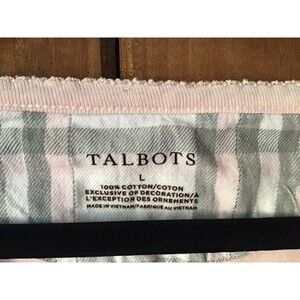 TALBOTS
L
100% COTTON/COTON
EXCLUSIVE OF DECORATION/À
L'EXCEPTION DES ORNEMENTS
MADE IN VIETNAM/FABRIQUÉ AU VIETNAM